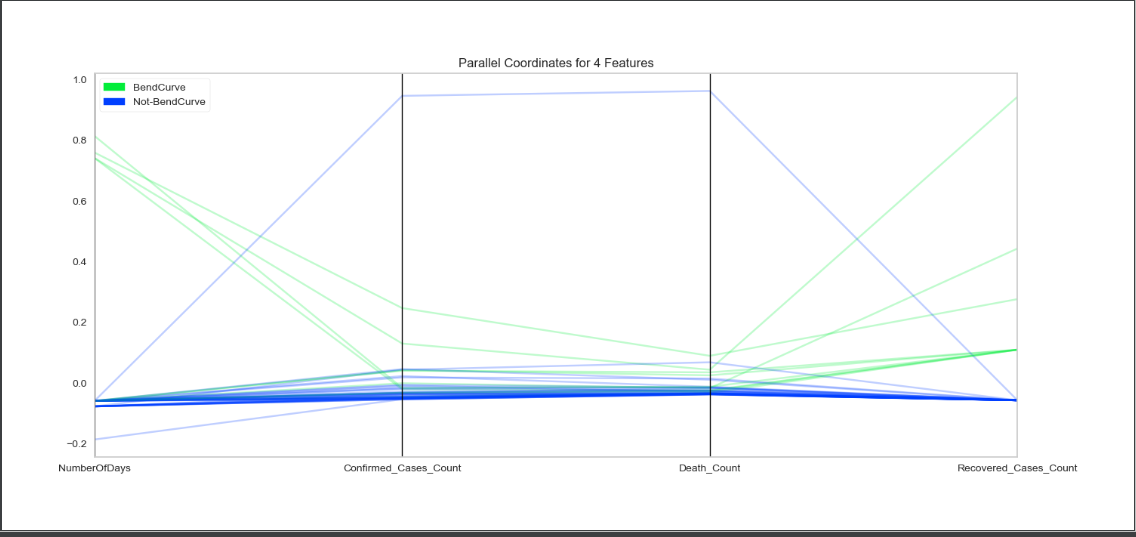 Parallel Coordinates for 4 Features
1.0
BendCurve
Not-BendCurve
0.8
0.6
0.4
0.2
0.0
−0.2
NumberOfDays
Confirmed_Cases_Count
Death_Count
Recovered_Cases_Count